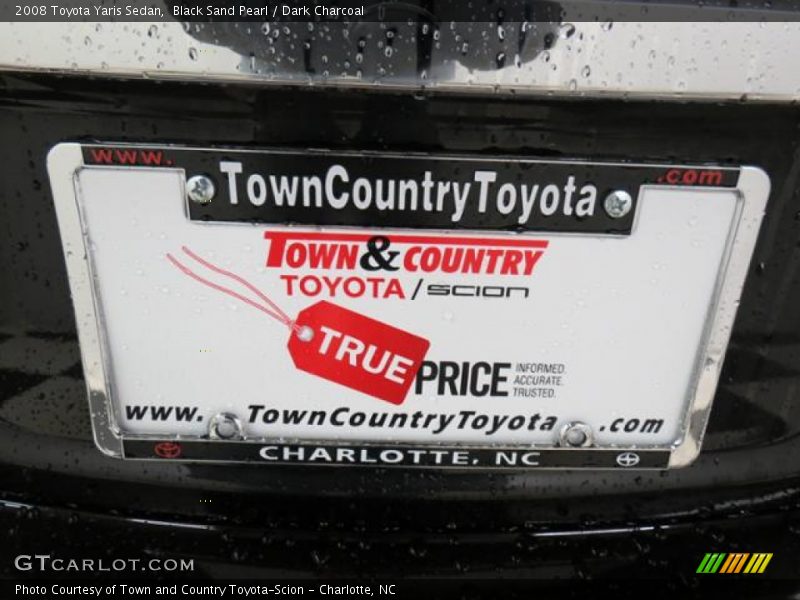 2008 Toyota Yaris Sedan, Black Sand Pearl / Dark Charcoal
www. TownCountryToyota .com
TOWN & COUNTRY
TOYOTA / SCION
TRUE PRICE
INFORMED.
ACCURATE.
TRUSTED.
www. TownCountryToyota .com
CHARLOTTE, NC
GTCARLOT.COM
Photo Courtesy of Town and Country Toyota-Scion - Charlotte, NC